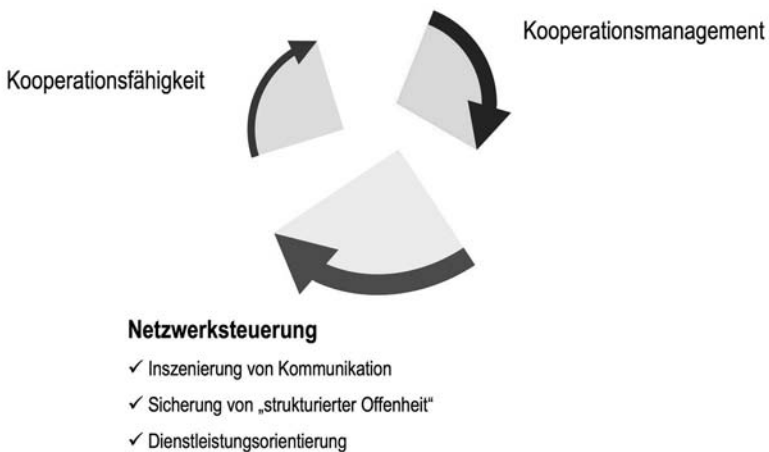 Kooperationsmanagement
Kooperationsfähigkeit
Netzwerksteuerung
✓ Inszenierung von Kommunikation
✓ Sicherung von „strukturierter Offenheit“
✓ Dienstleistungsorientierung